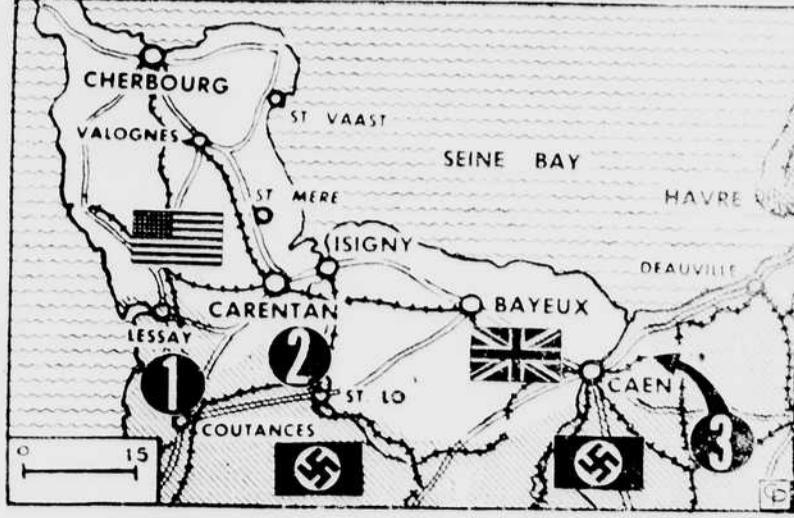 CHERBOURG
ST VAAST
VALOGNES
SEINE BAY
ST MERE
HAVRE
ISIGNY
DEAUVILLE
CARENTAN
BAYEUX
LESSAY
1
2
CAEN
ST. LO
COUTANCES
3
0 15
CP